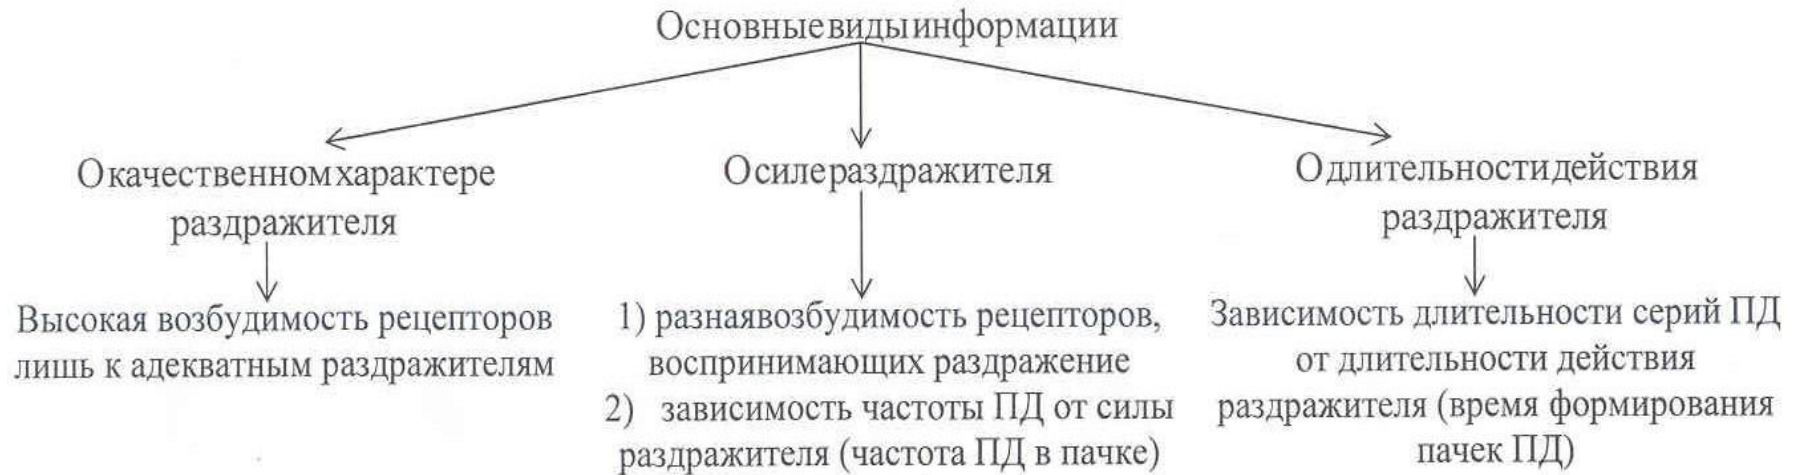 Основныевидыинформации
Окачественномхарактере
раздражителя
Высокая возбудимость рецепторов
лишь к адекватным раздражителям
Осилераздражителя
1) разнаявозбудимость рецепторов,
воспринимающих раздражение
2) зависимость частоты ПД от силы
раздражителя (частота ПД в пачке)
Одлительностидействия
раздражителя
Зависимость длительности серий ПД
от длительности действия
раздражителя (время формирования
пачек ПД)